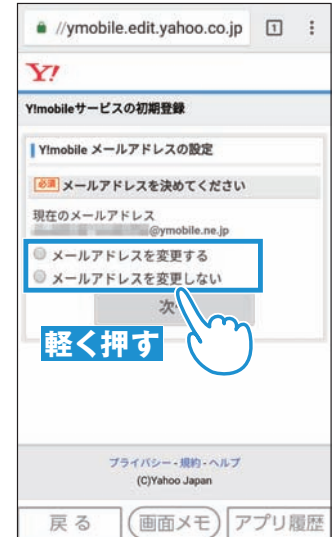 //ymobile.edit.yahoo.co.jp 1
Y!
Y!mobileサービスの初期登録
Y!mobile メールアドレスの設定
必須 メールアドレスを決めてください
現在のメールアドレス
@ymobile.ne.jp
メールアドレスを変更する
メールアドレスを変更しない
次
軽く押す
プライバシー - 規約 - ヘルプ
(C)Yahoo Japan
戻る 画面メモ アプリ履歴